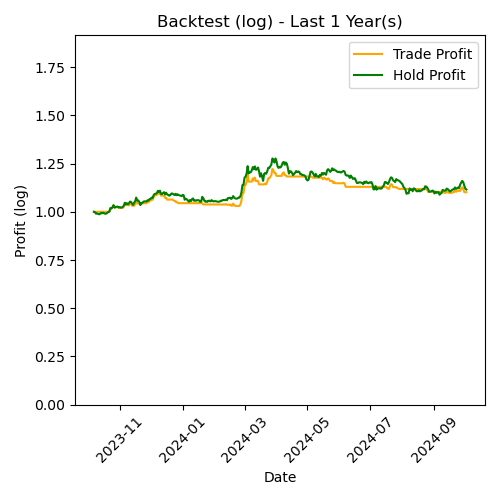 Backtest (log) - Last 1 Year(s)
Trade Profit
Hold Profit
Profit (log)
1.75
1.50
1.25
1.00
0.75
0.50
0.25
0.00
2023-11
2024-01
2024-03
2024-05
2024-07
2024-09
Date